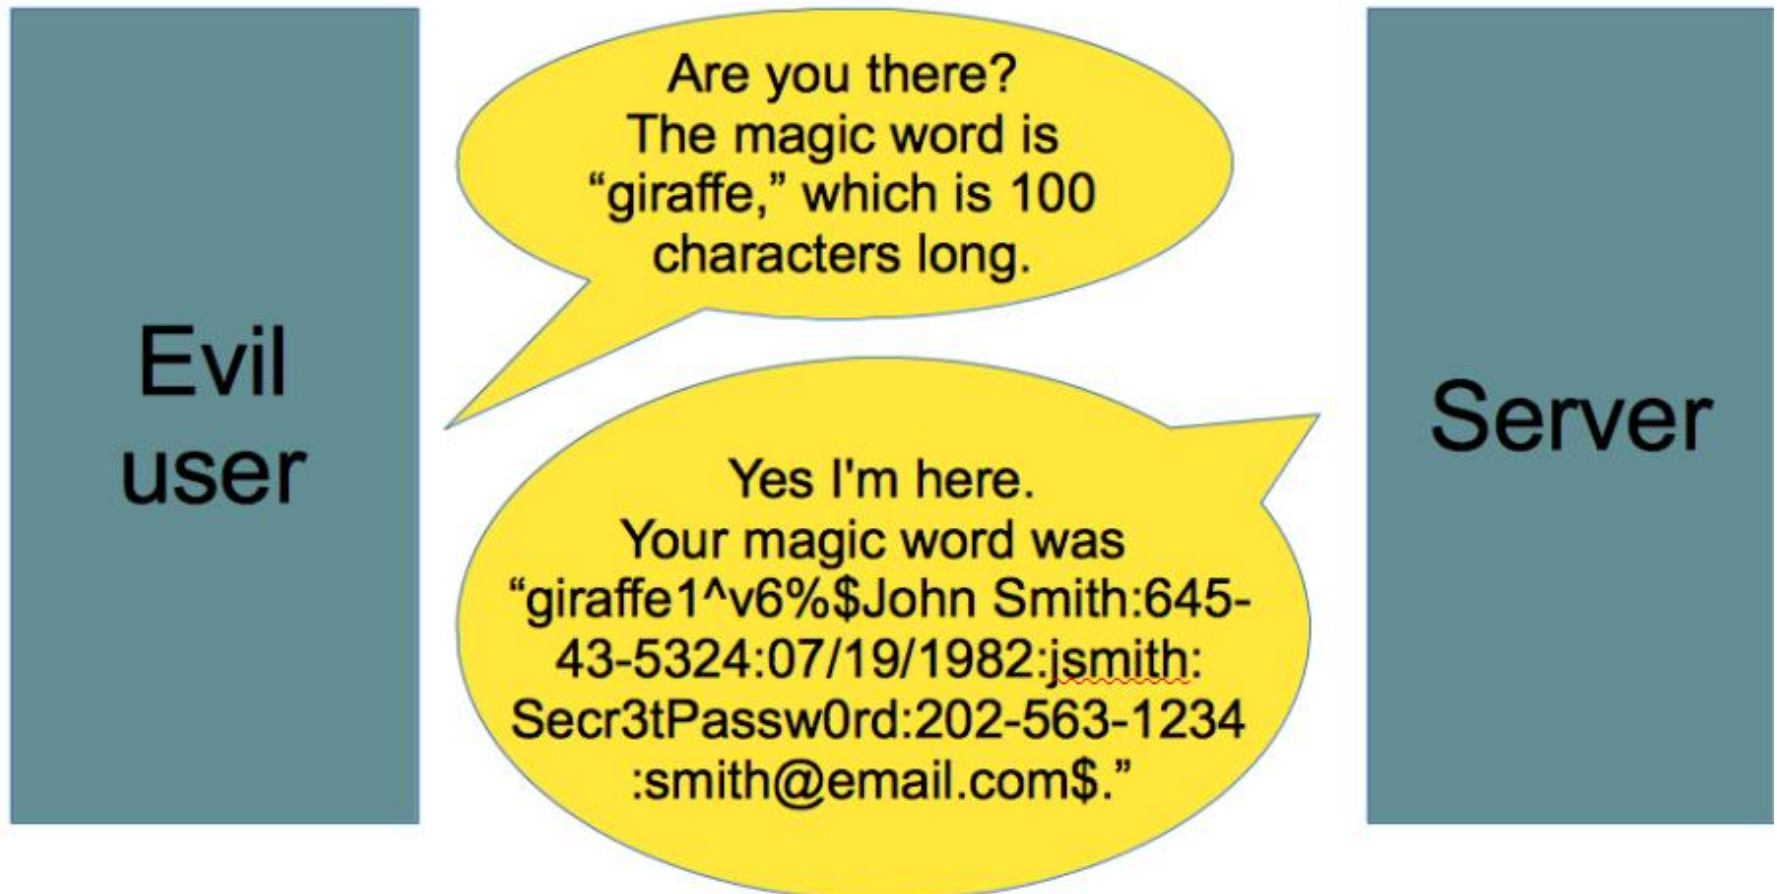 Evil
user
Are you there?
The magic word is
“giraffe,” which is 100
characters long.
Yes I'm here.
Your magic word was
“giraffe1^v6%$John Smith:645-
43-5324:07/19/1982:jsmith:
Secr3tPassw0rd:202-563-1234
:smith@email.com$.”
Server